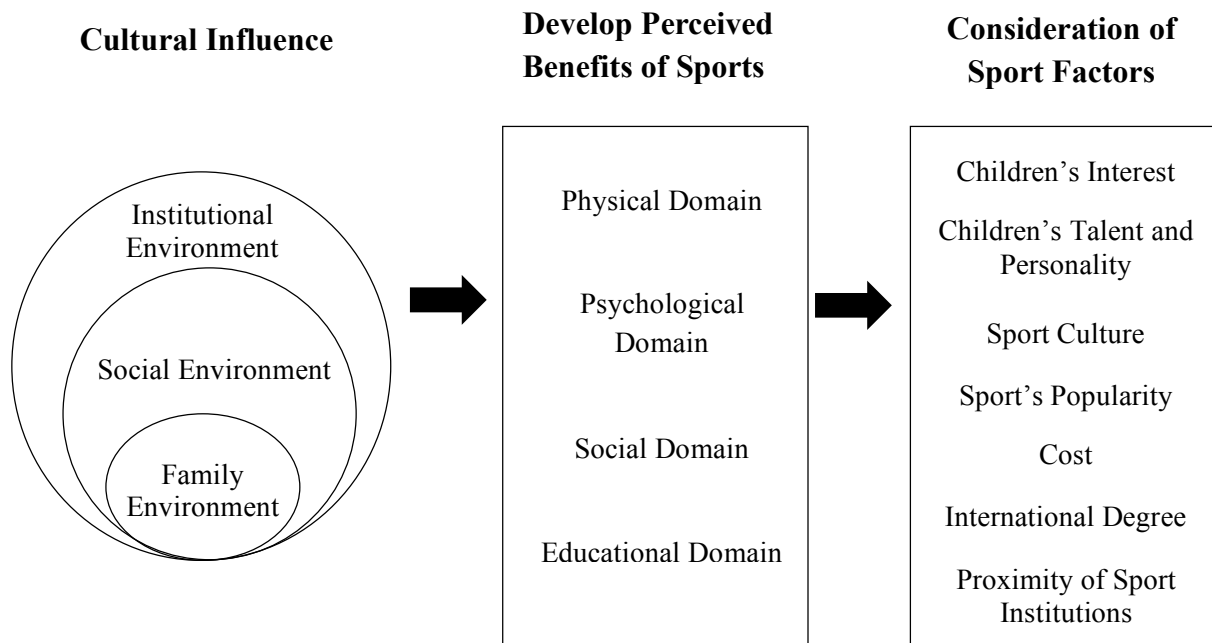 Cultural Influence
Institutional
Environment
Social Environment
Family
Environment
Develop Perceived
Benefits of Sports
Physical Domain
Psychological
Domain
Social Domain
Educational Domain
Consideration of
Sport Factors
Children’s Interest
Children’s Talent and
Personality
Sport Culture
Sport’s Popularity
Cost
International Degree
Proximity of Sport
Institutions